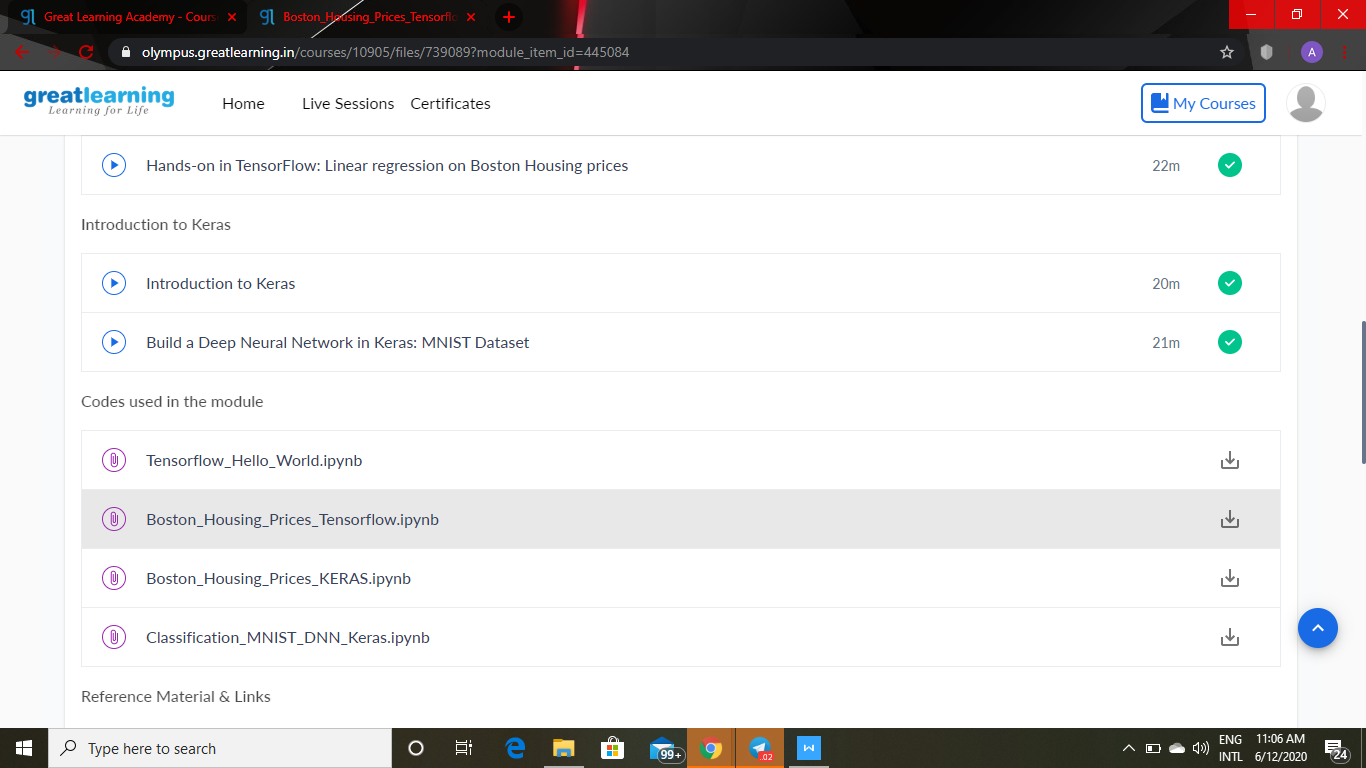 Great Learning Academy - Cours
Boston_Housing_Prices_Tensorflo
olympus.greatlearning.in/courses/10905/files/739089?module_item_id=445084
A
greatlearning
Learning for Life
Home
Live Sessions
Certificates
My Courses
Hands-on in TensorFlow: Linear regression on Boston Housing prices
22m
Introduction to Keras
Introduction to Keras
20m
Build a Deep Neural Network in Keras: MNIST Dataset
21m
Codes used in the module
Tensorflow_Hello_World.ipynb
Boston_Housing_Prices_Tensorflow.ipynb
Boston_Housing_Prices_KERAS.ipynb
Classification_MNIST_DNN_Keras.ipynb
Reference Material & Links
Type here to search
99+
.02
W
ENG
INTL
11:06 AM
6/12/2020
24